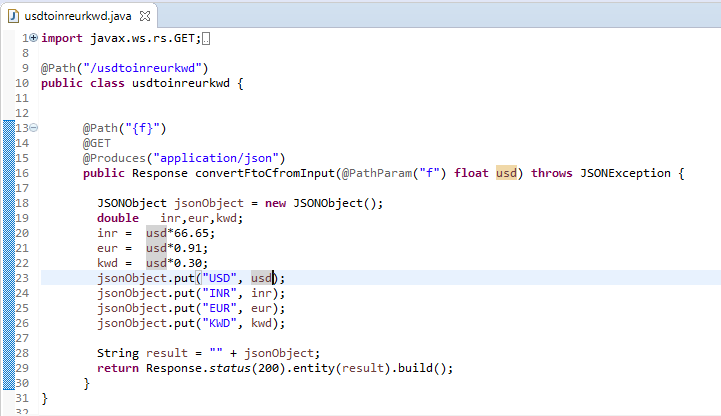 usdtoinreurkwd.java
1 import javax.ws.rs.GET;
8
9 @Path("/usdtoinreurkwd")
10 public class usdtoinreurkwd {
11
12
13 @Path("{f}")
14 @GET
15 @Produces("application/json")
16 public Response convertFtoCfromInput(@PathParam("f") float usd) throws JSONException {
17
18 JSONObject jsonObject = new JSONObject();
19 double inr,eur,kwd;
20 inr = usd*66.65;
21 eur = usd*0.91;
22 kwd = usd*0.30;
23 jsonObject.put("USD", usd);
24 jsonObject.put("INR", inr);
25 jsonObject.put("EUR", eur);
26 jsonObject.put("KWD", kwd);
27
28 String result = "" + jsonObject;
29 return Response.status(200).entity(result).build();
30 }
31 }
32